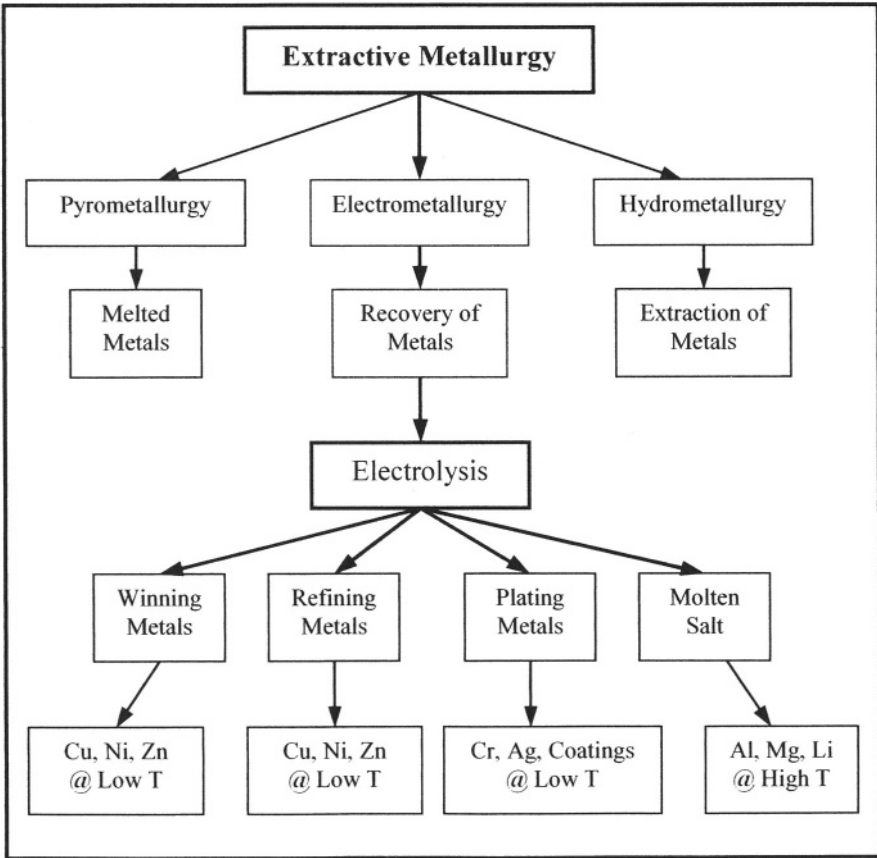 Extractive Metallurgy
Pyrometallurgy
Electrometallurgy
Hydrometallurgy
Melted
Metals
Recovery of
Metals
Extraction of
Metals
Electrolysis
Winning
Metals
Refining
Metals
Plating
Metals
Molten
Salt
Cu, Ni, Zn
@ Low T
Cu, Ni, Zn
@ Low T
Cr, Ag, Coatings
@ Low T
Al, Mg, Li
@ High T